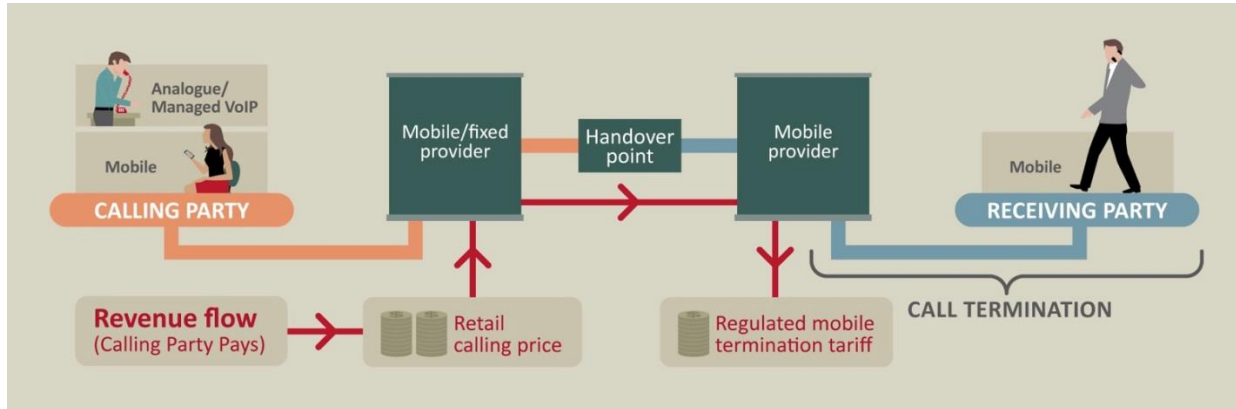 Analogue/
Managed VoIP
Mobile
CALLING PARTY
Mobile/fixed
provider
Handover
point
Mobile
provider
Mobile
RECEIVING PARTY
CALL TERMINATION
Revenue flow
(Calling Party Pays)
Retail
calling price
Regulated mobile
termination tariff